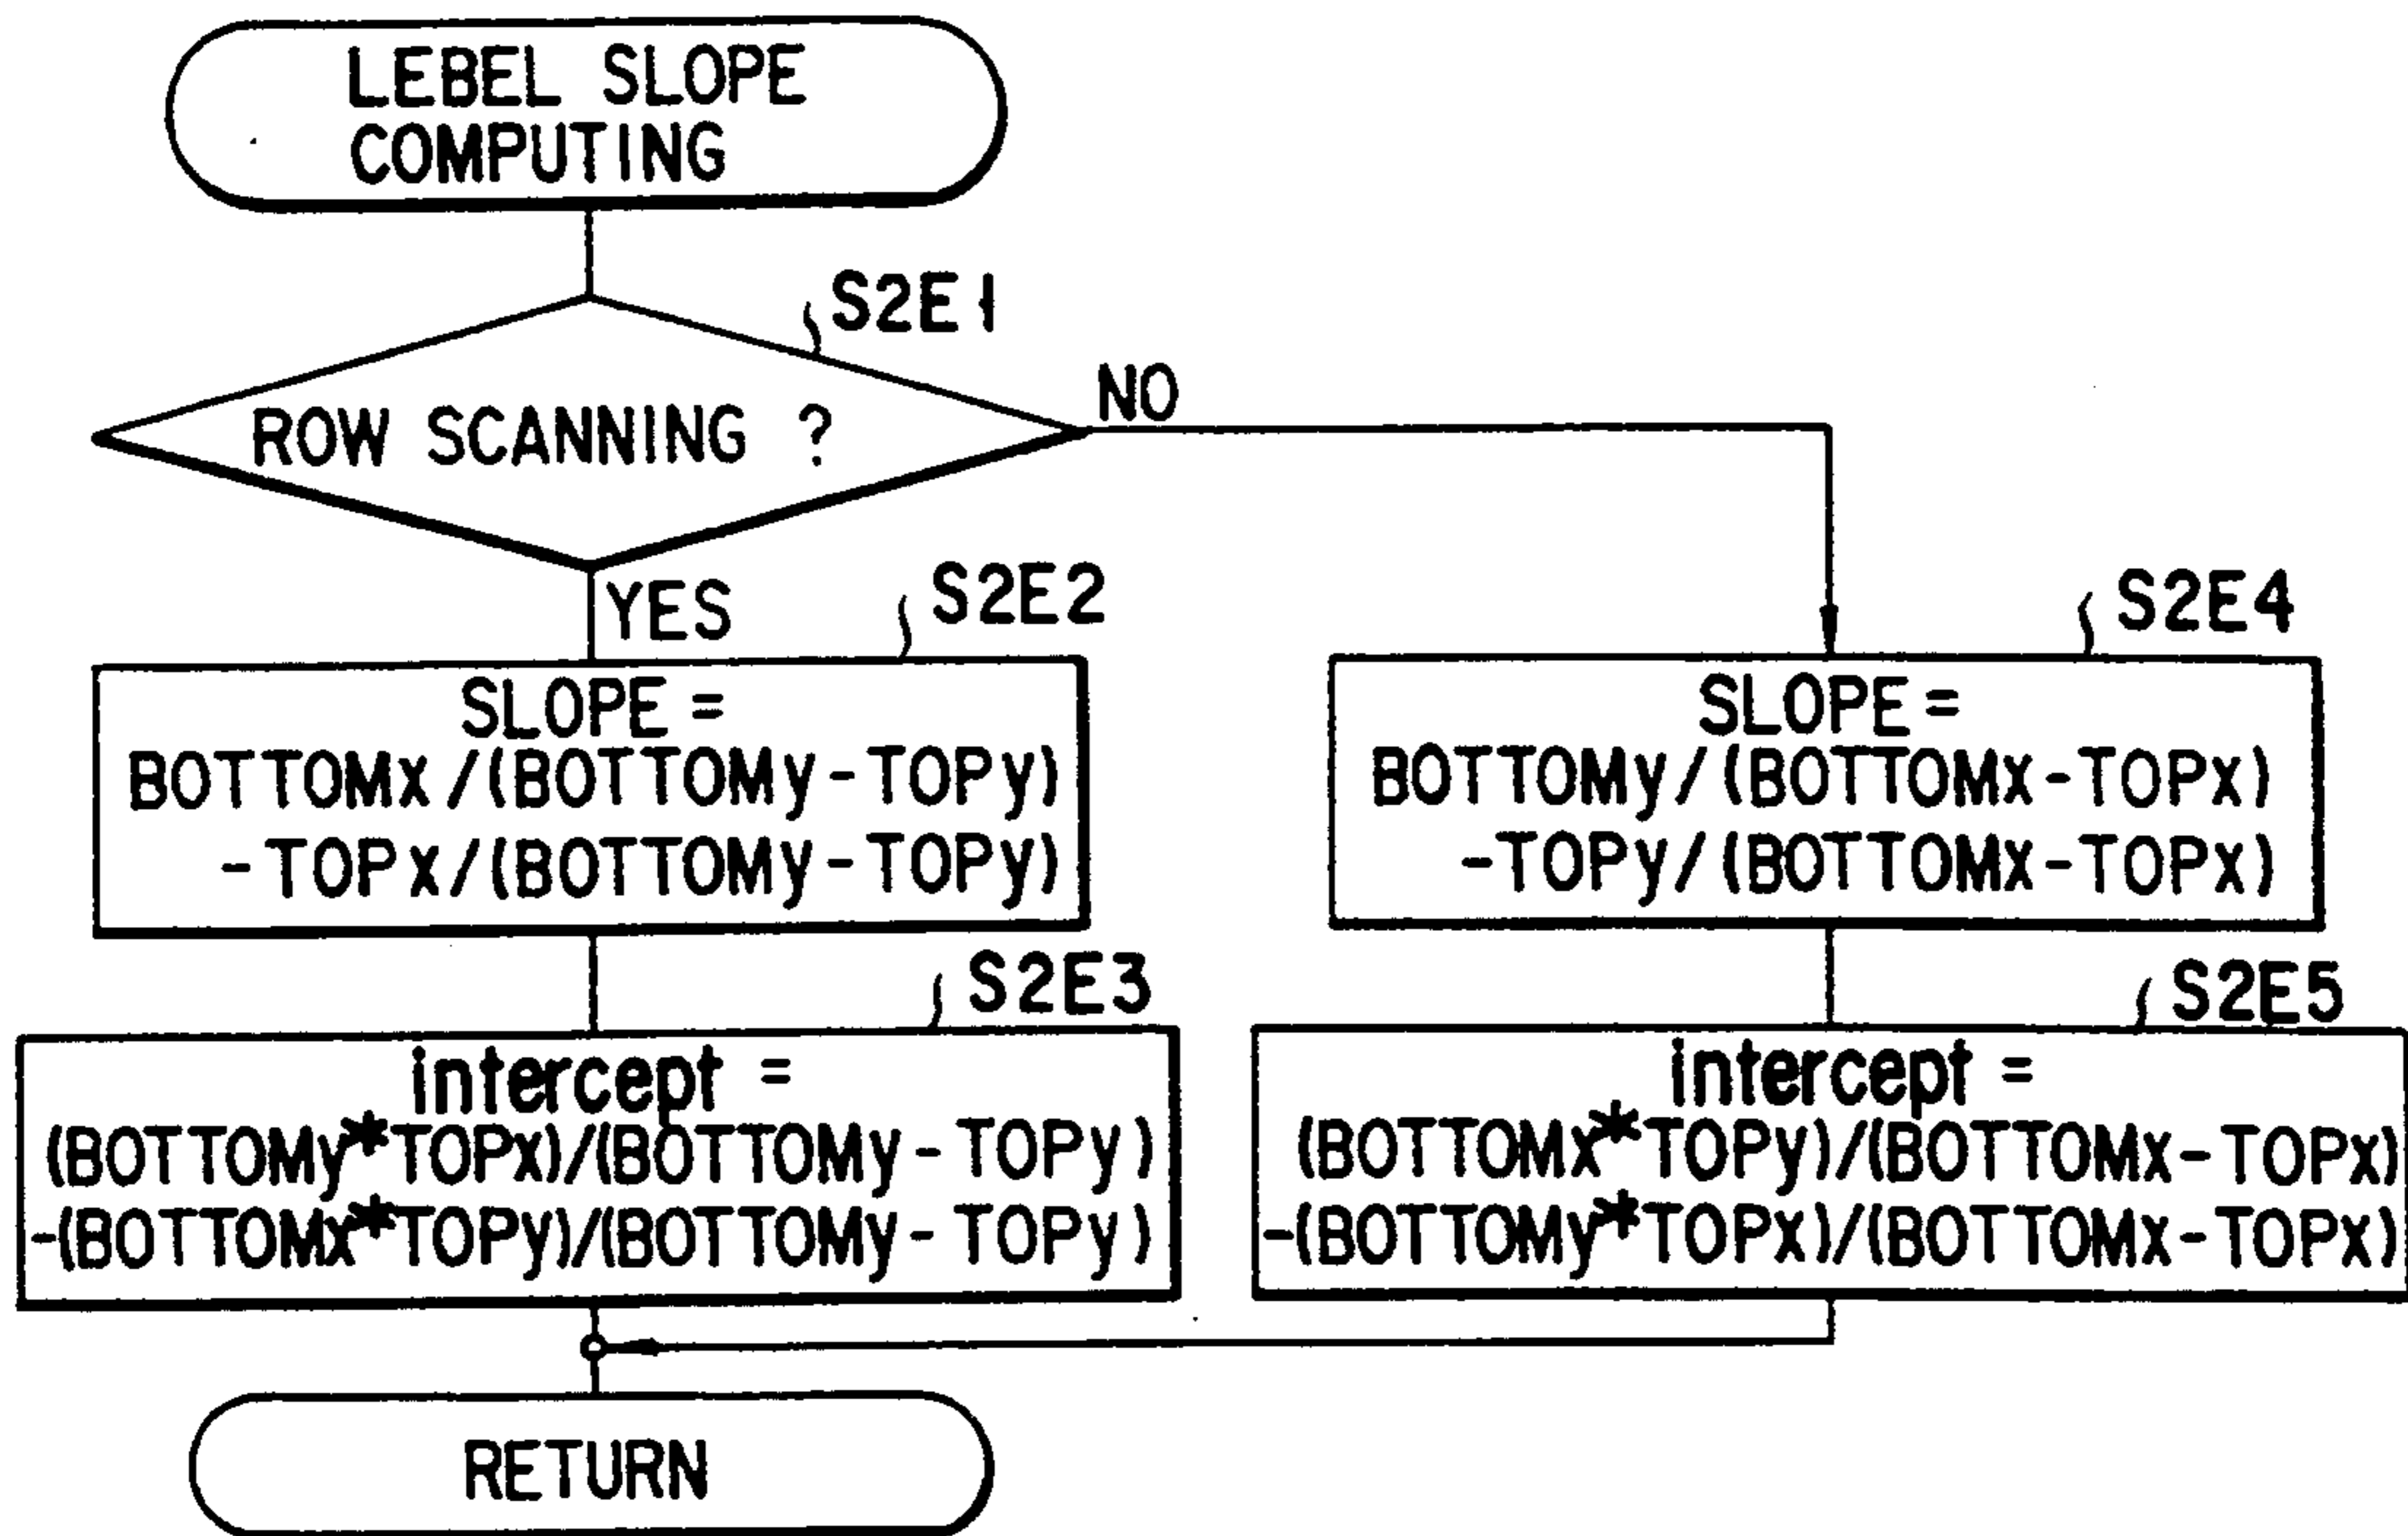 LEBEL SLOPE
COMPUTING
S2E1
ROW SCANNING ?
NO
YES
S2E2
SLOPE =
BOTTOMx/(BOTTOMy-TOPy)
-TOPx/(BOTTOMy-TOPy)
S2E3
intercept =
(BOTTOMy*TOPx)/(BOTTOMy-TOPy)
-(BOTTOMx*TOPy)/(BOTTOMy-TOPy)
S2E4
SLOPE =
BOTTOMy/(BOTTOMx-TOPx)
-TOPy/(BOTTOMx-TOPx)
S2E5
intercept =
(BOTTOMx*TOPy)/(BOTTOMx-TOPx)
-(BOTTOMy*TOPx)/(BOTTOMx-TOPx)
RETURN